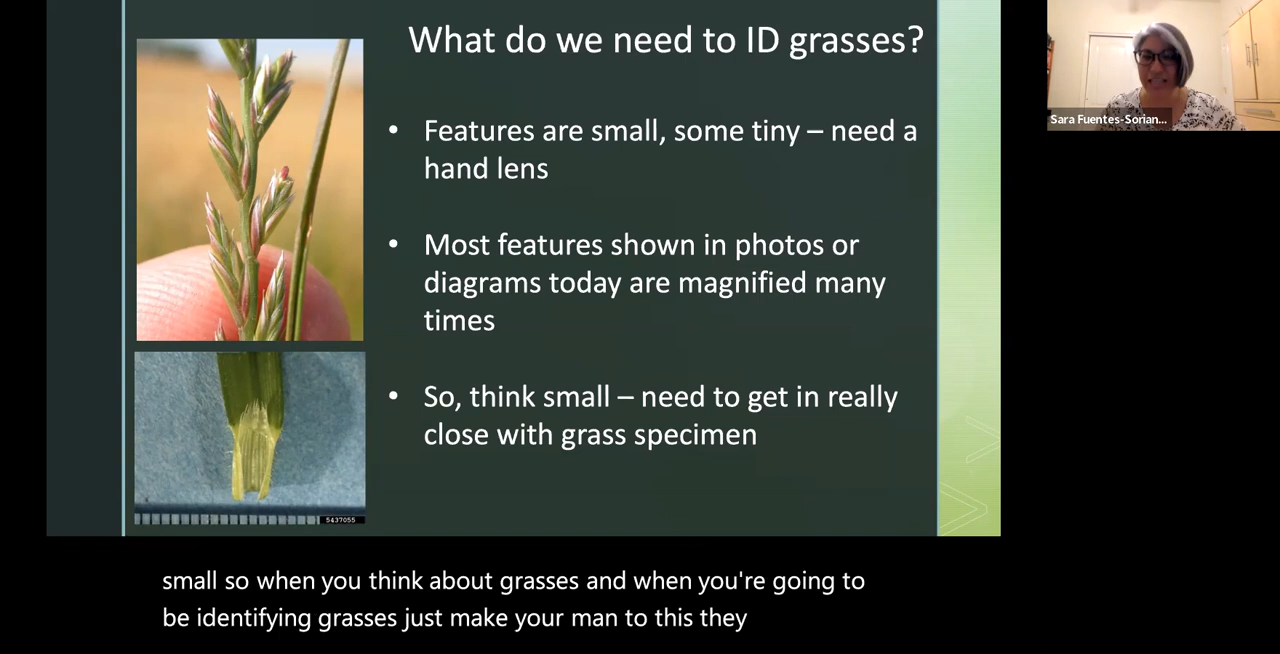 What do we need to ID grasses?
• Features are small, some tiny – need a
hand lens
• Most features shown in photos or
diagrams today are magnified many
times
• So, think small – need to get in really
close with grass specimen
5437055
Sara Fuentes-Sorian...
small so when you think about grasses and when you're going to
be identifying grasses just make your man to this they